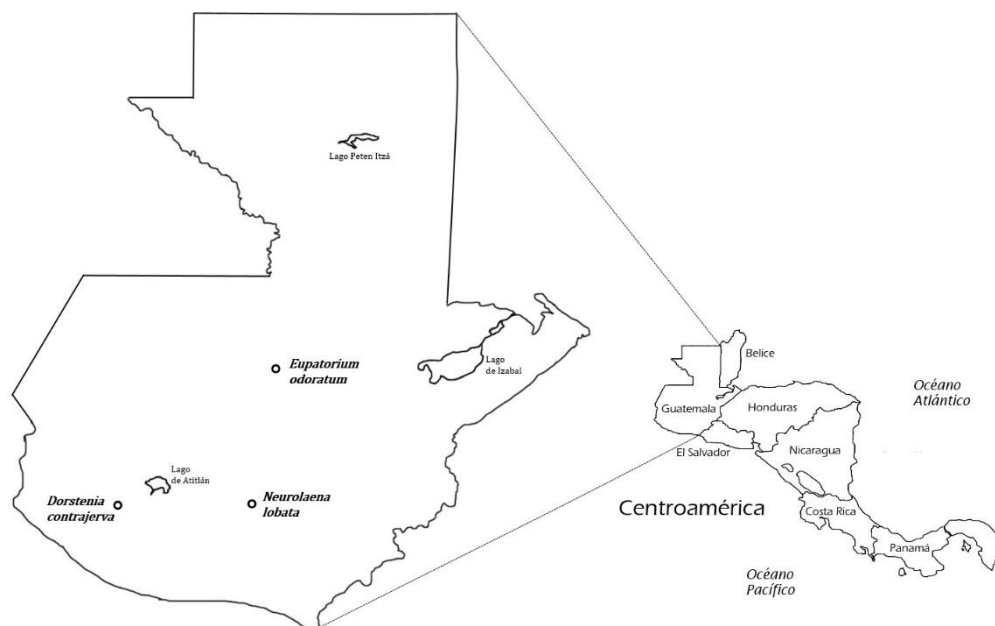 Lago Peten Itzá
Eupatorium
odoratum
Lago
de Izabal
Lago
de Atitlán
Dorstenia
contrajerva
Neurolaena
lobata
Belice
Guatemala
Honduras
El Salvador
Nicaragua
Costa Rica
Panamá
Océano
Atlántico
Centroamérica
Océano
Pacífico